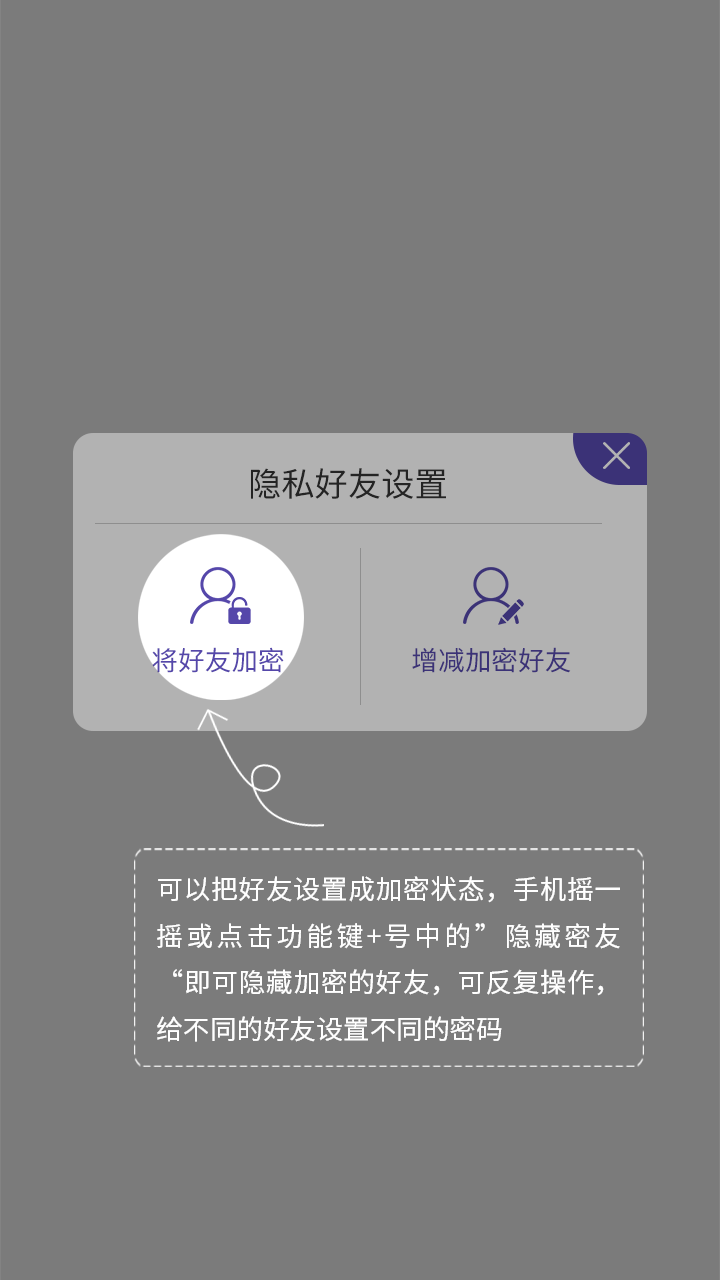 隐私好友设置
将好友加密
增减加密好友
可以把好友设置成加密状态，手机摇一
摇或点击功能键+号中的”隐藏密友
“即可隐藏加密的好友，可反复操作，
给不同的好友设置不同的密码